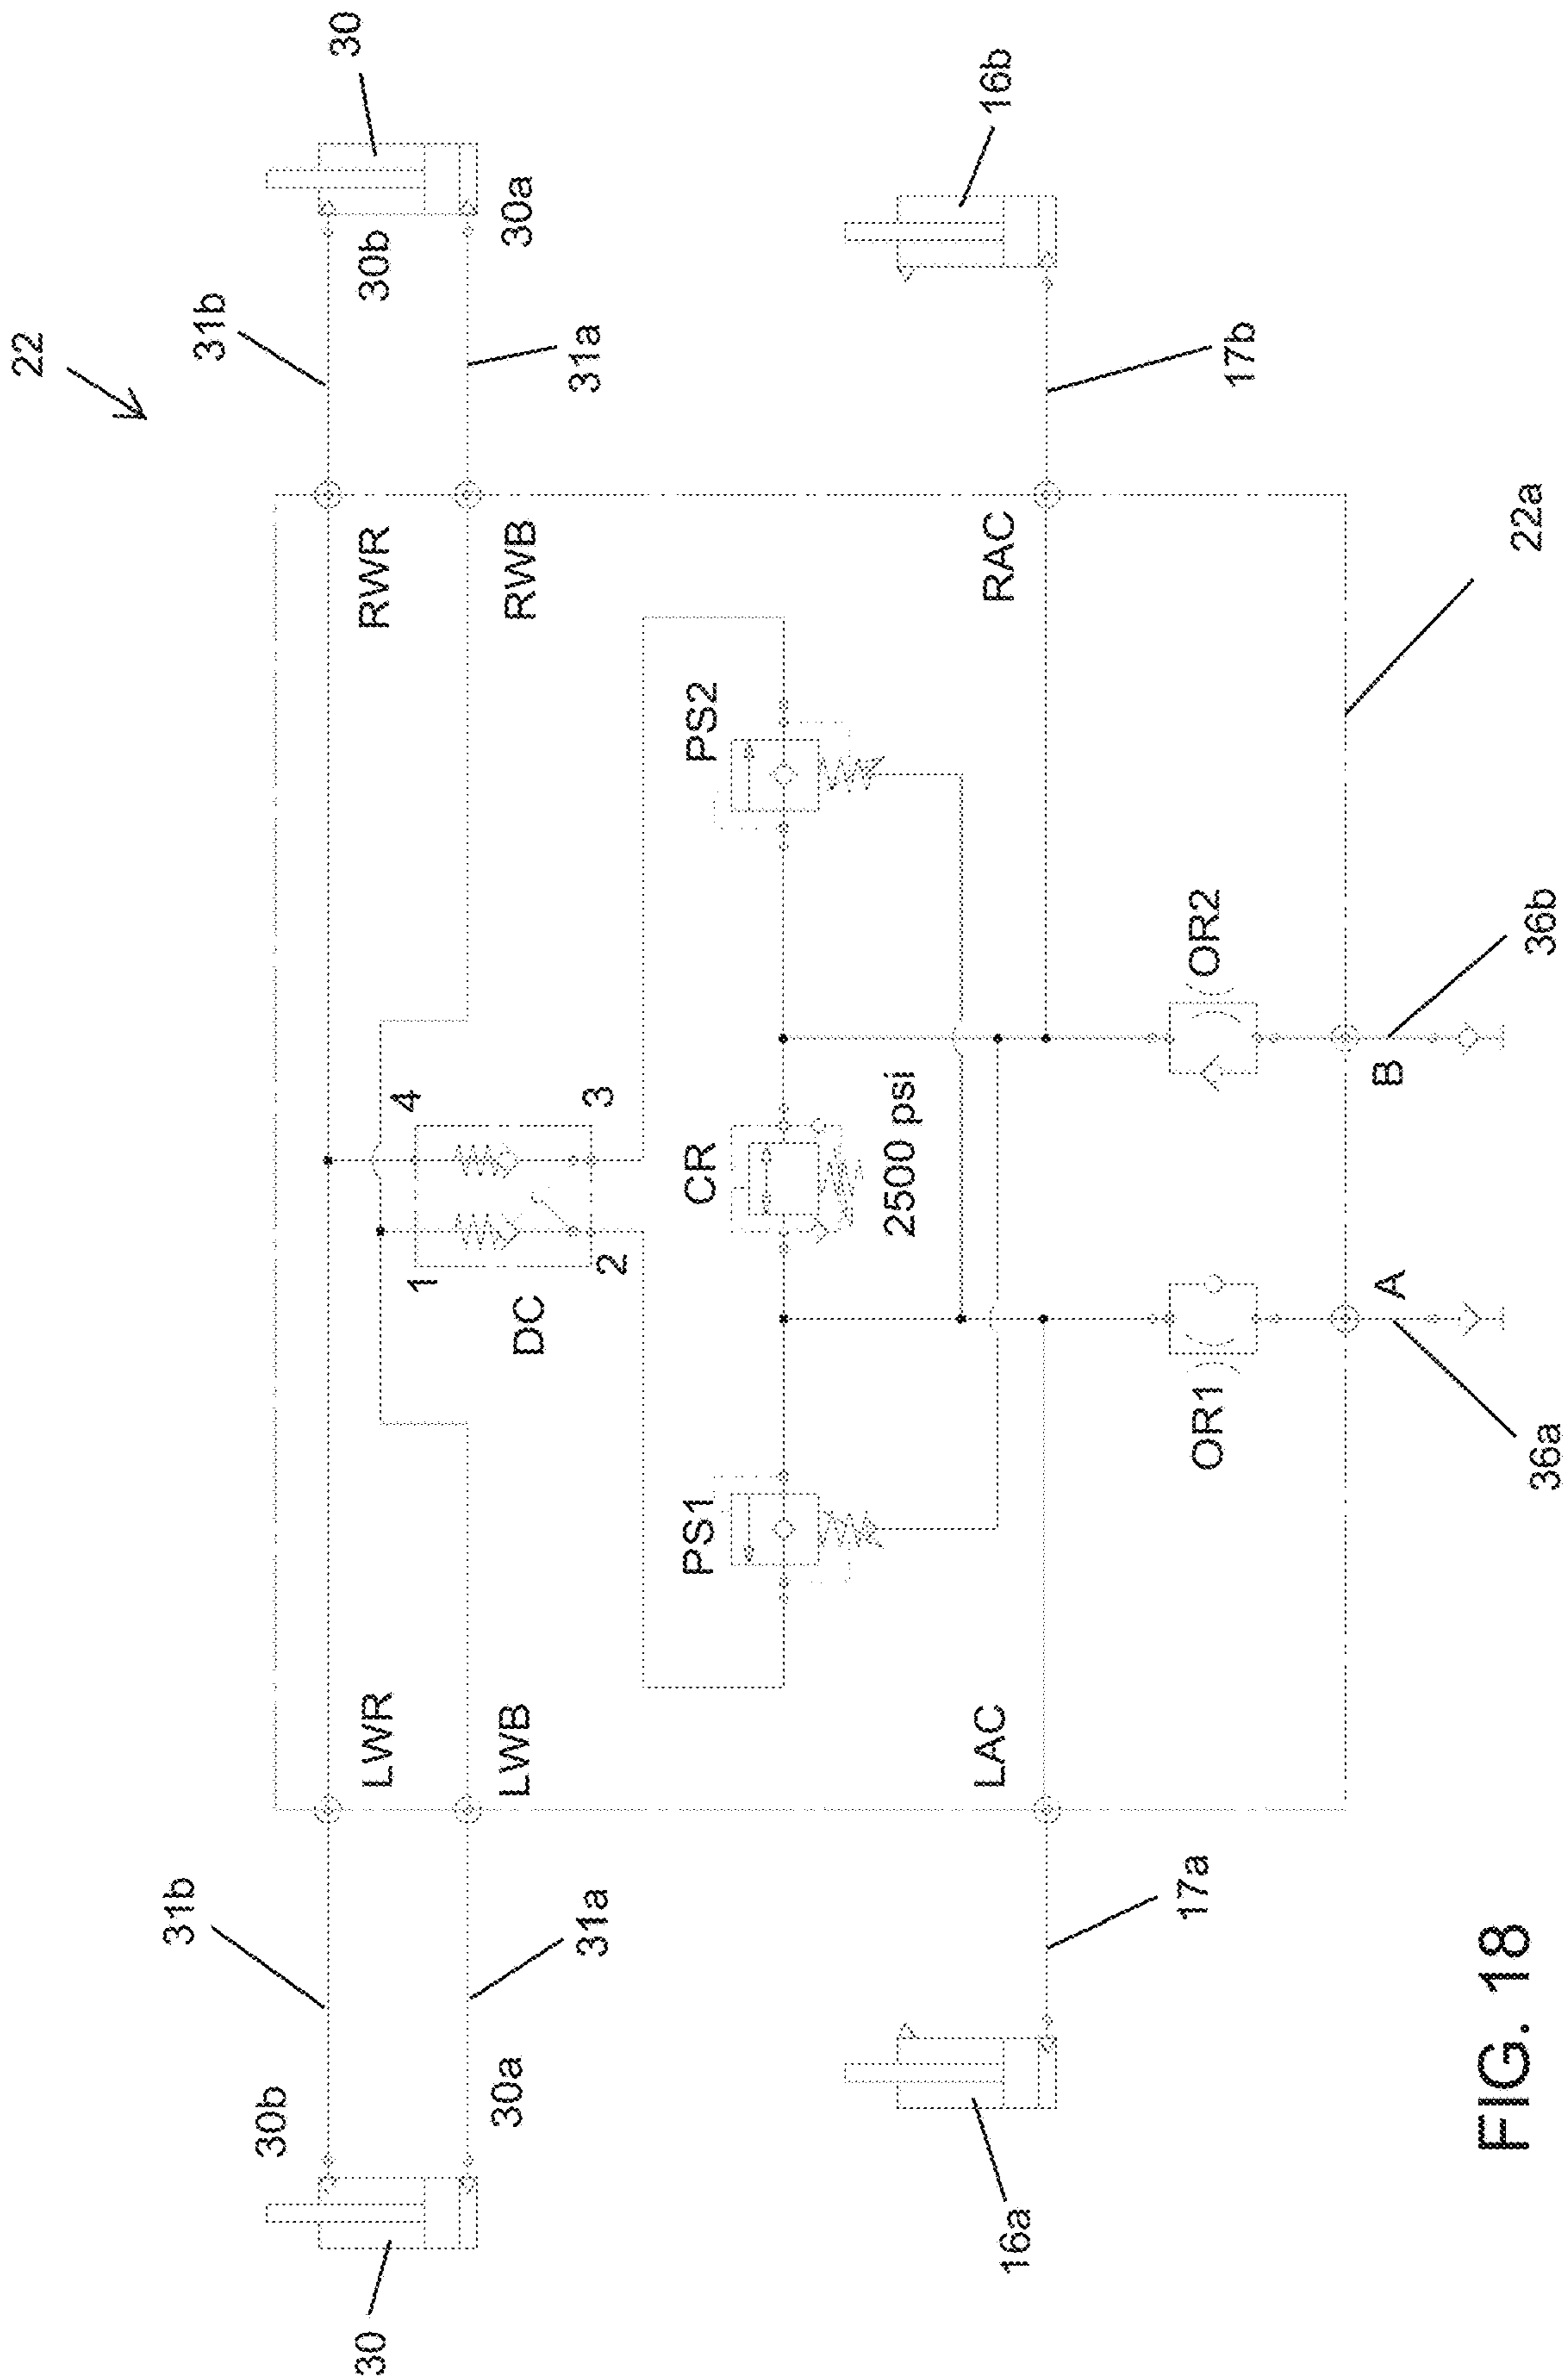 22
30
31b
31b
30b
30b
30a
30a
31a
31a
30
LWR
RWR
LWB
RWB
1
4
DC
2
3
PS1
CR
PS2
2500 psi
16a
16b
LAC
RAC
17a
17b
OR1
OR2
22a
A
B
36a
36b
FIG. 18